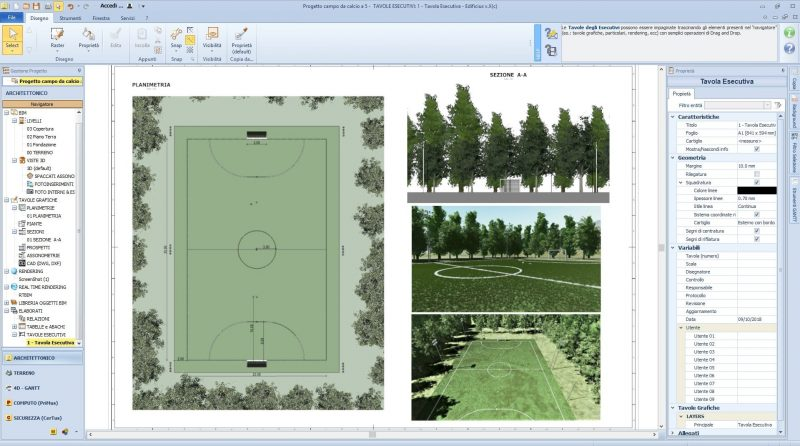 Accedi ...
Progetto campo da calcio a 5 - TAVOLE ESECUTIVE: 1 - Tavola Esecutiva - Edificius v.X(c)
File
Disegno
Strumenti
Finestra
Servizi
Select
Raster
Proprietà
Edita
Incolla
Snap
Visibilità
Visibilità
Proprietà (default)
Disegno
Appunti
Snap
Visibilità
Copia da...
Le Tavole degli Esecutivi possono essere impaginate trascinando gli elementi presenti nel "navigatore"
(es.: tavole grafiche, particolari, rendering, ecc) con semplici operazioni di Drag and Drop.
Gestione Progetto
Progetto campo da calcio ...
ARCHITETTONICO
Navigatore
BIM
LIVELLI
03 Copertura
02 Piano Terra
01 Fondazione
00 TERRENO
VISTE 3D
3D (default)
SPACCATI ASSONO
FOTOINSERIMENTI
FOTO INTERNI & ES
TAVOLE GRAFICHE
PLANIMETRIE
01 PLANIMETRIA
PIANTE
SEZIONI
01 SEZIONE A-A
PROSPETTI
ASSONOMETRIE
CAD (DWG, DXF)
RENDERING
ScreenShot (1)
REAL TIME RENDERING
RTBIM
LIBRERIA OGGETTI BIM
ELABORATI
RELAZIONI
TABELLE e ABACHI
TAVOLE ESECUTIVE
1 - Tavola Esecutiva
ARCHITETTONICO
TERRENO
4D - GANTT
COMPUTO (PriMus)
SICUREZZA (CerTus)
PLANIMETRIA
SEZIONE A-A
Proprietà
Tavola Esecutiva
Proprietà
Filtro entità
Caratteristiche
Titolo 1 - Tavola Esecutiv
Foglio A1 (841 x 594 mm)
Cartiglio <nessuno>
Mostra/Nascondi info
Geometria
Margine 10.0 mm
Rilegatura
Squadratura
Colore linee
Spessore linee 0.70 mm
Stile linea Continua
Sistema coordinate n
Cartiglio Esterno con bordo
Segni di centratura
Segni di rifilatura
Variabili
Tavola (numero)
Scala
Disegnatore
Controllo
Responsabile
Protocollo
Revisione
Aggiornamento
Data 09/10/2018
Utente
Utente 01
Utente 02
Utente 03
Utente 04
Utente 05
Utente 06
Utente 07
Utente 08
Utente 09
Tavole Grafiche
LAYERS
Principale Tavola Esecutiva
Allegati
Copia
Background
Filtro Selezione
Strumenti GANTT